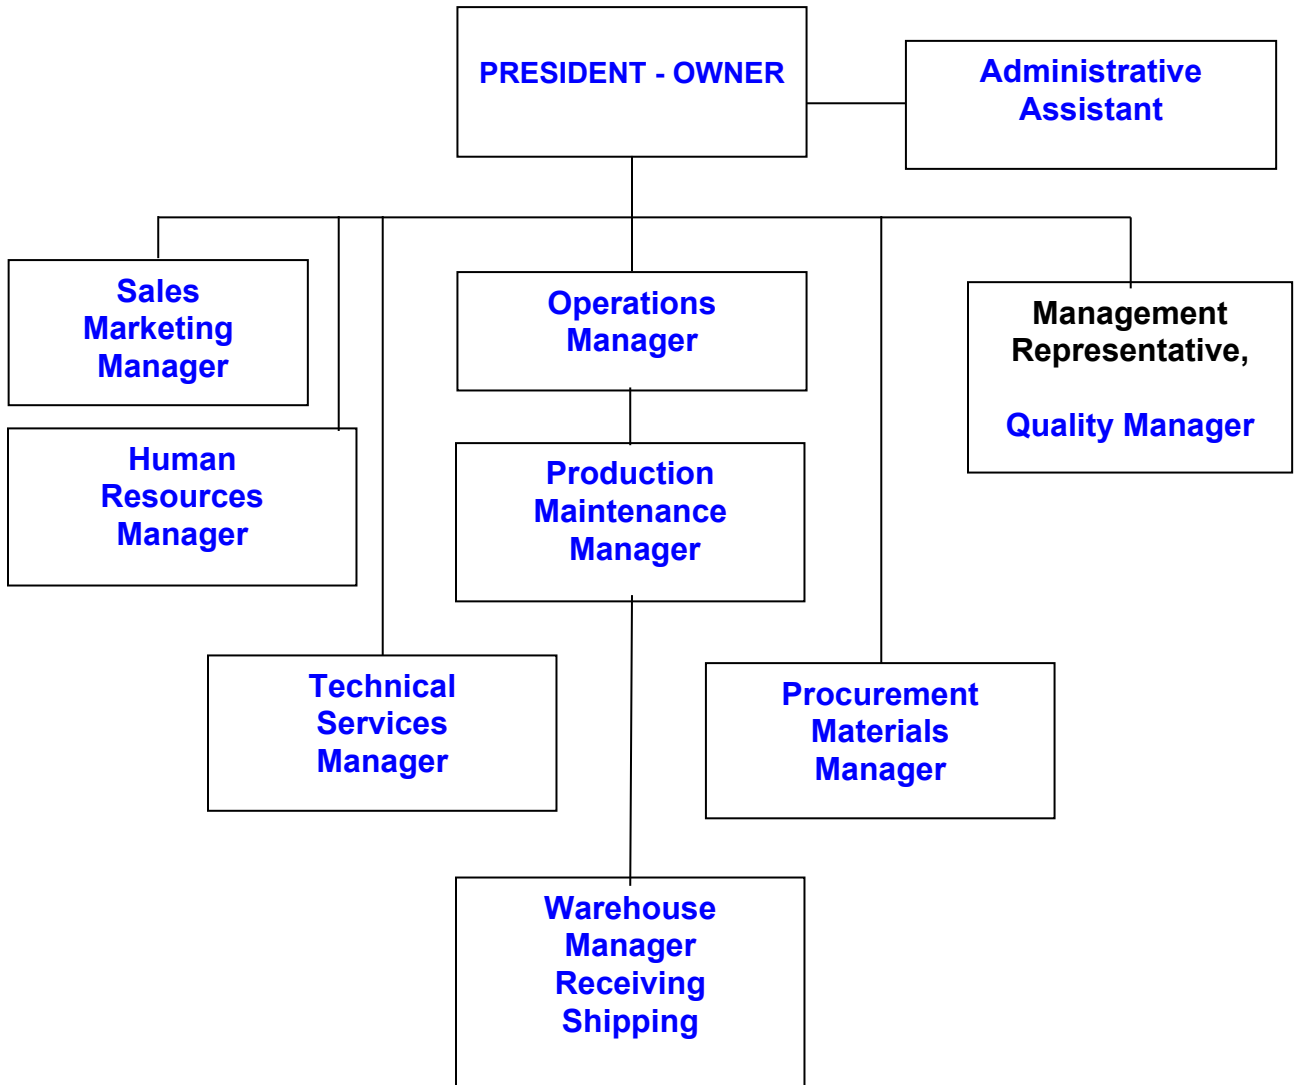 PRESIDENT - OWNER
Administrative
Assistant
Sales
Marketing
Manager
Operations
Manager
Management
Representative,
Quality Manager
Human
Resources
Manager
Production
Maintenance
Manager
Technical
Services
Manager
Procurement
Materials
Manager
Warehouse
Manager
Receiving
Shipping